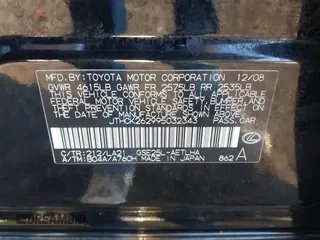 MFD. BY: TOYOTA MOTOR CORPORATION 12/08
GVWR 4615LB GAWR FR 2575LB RR 2535LB
THIS VEHICLE CONFORMS TO ALL APPLICABLE
FEDERAL MOTOR VEHICLE SAFETY, BUMPER, AND
THEFT PREVENTION STANDARDS IN EFFECT ON
THE DATE OF MANUFACTURE SHOWN ABOVE.
JTHCK262995032343 PASS. CAR
C/TR: 212/LA21 GSE25L-AETLHA
A/TM: B04A/A760H MADE IN JAPAN 862 A
DREAMBID